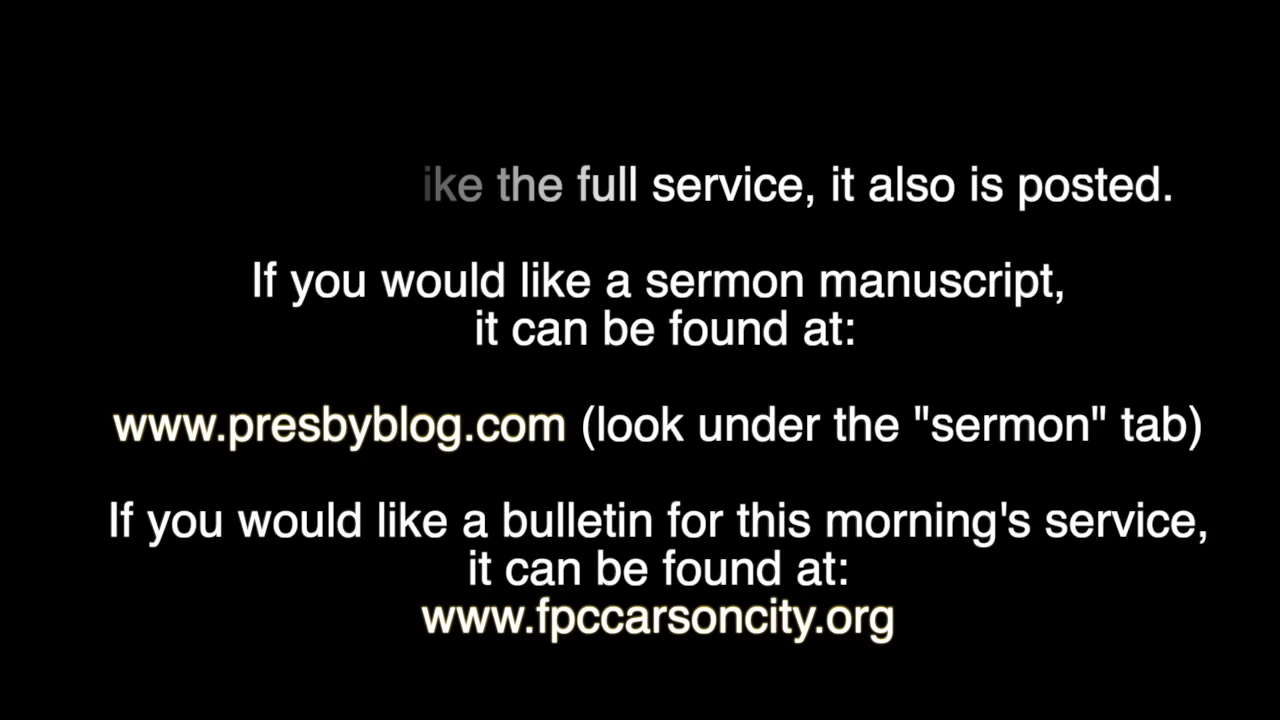 ike the full service, it also is posted.
If you would like a sermon manuscript,
it can be found at:
www.presbyblog.com (look under the "sermon" tab)
If you would like a bulletin for this morning's service,
it can be found at:
www.fpccarsoncity.org